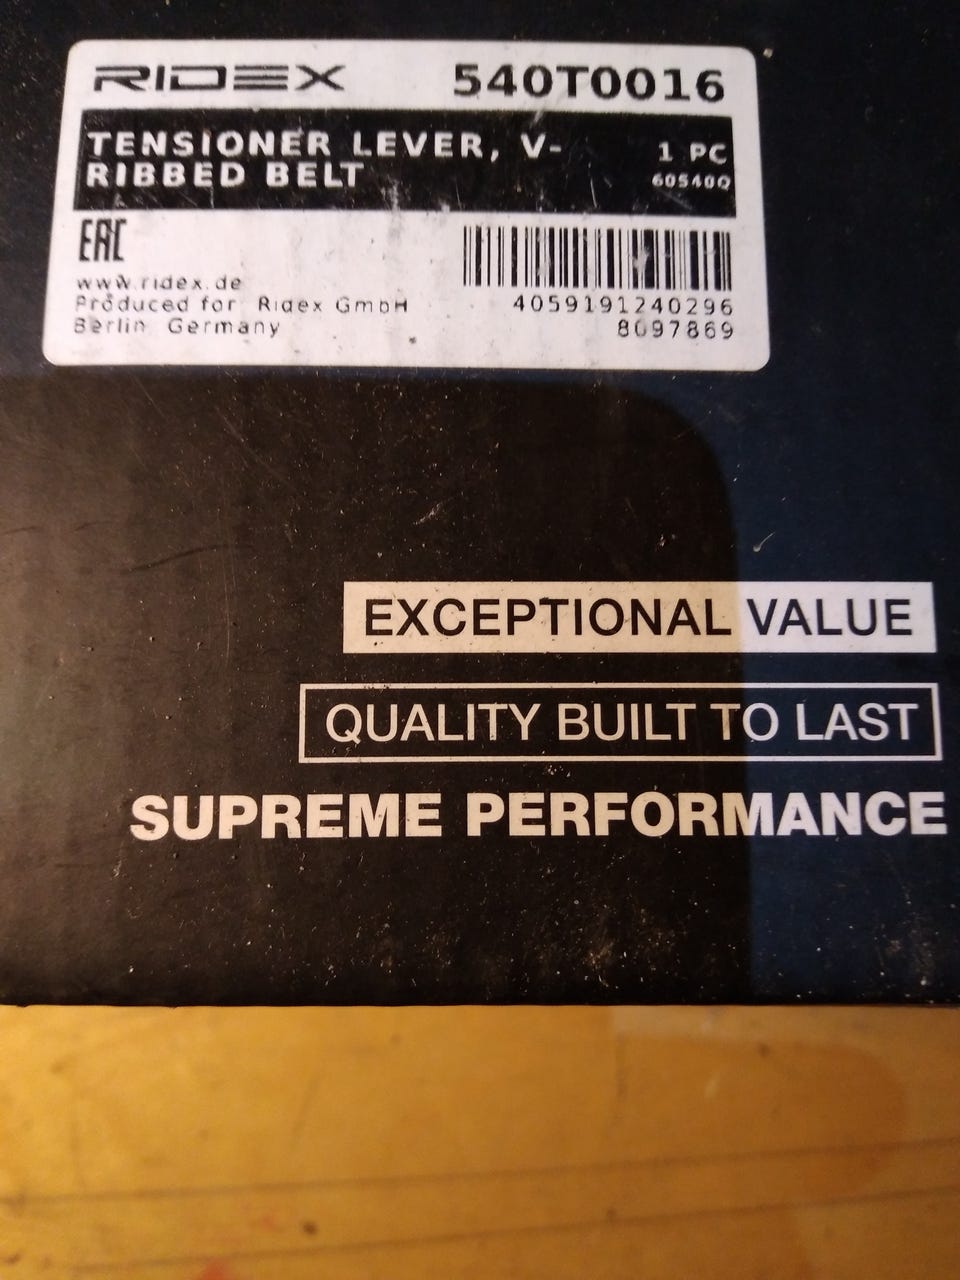 RIDEX 540T0016
TENSIONER LEVER, V-
RIBBED BELT
1 PC
60540Q
EAC
www.ridex.de
Produced for Ridex GmbH
Berlin Germany
4059191240296
8097869
EXCEPTIONAL VALUE
QUALITY BUILT TO LAST
SUPREME PERFORMANCE